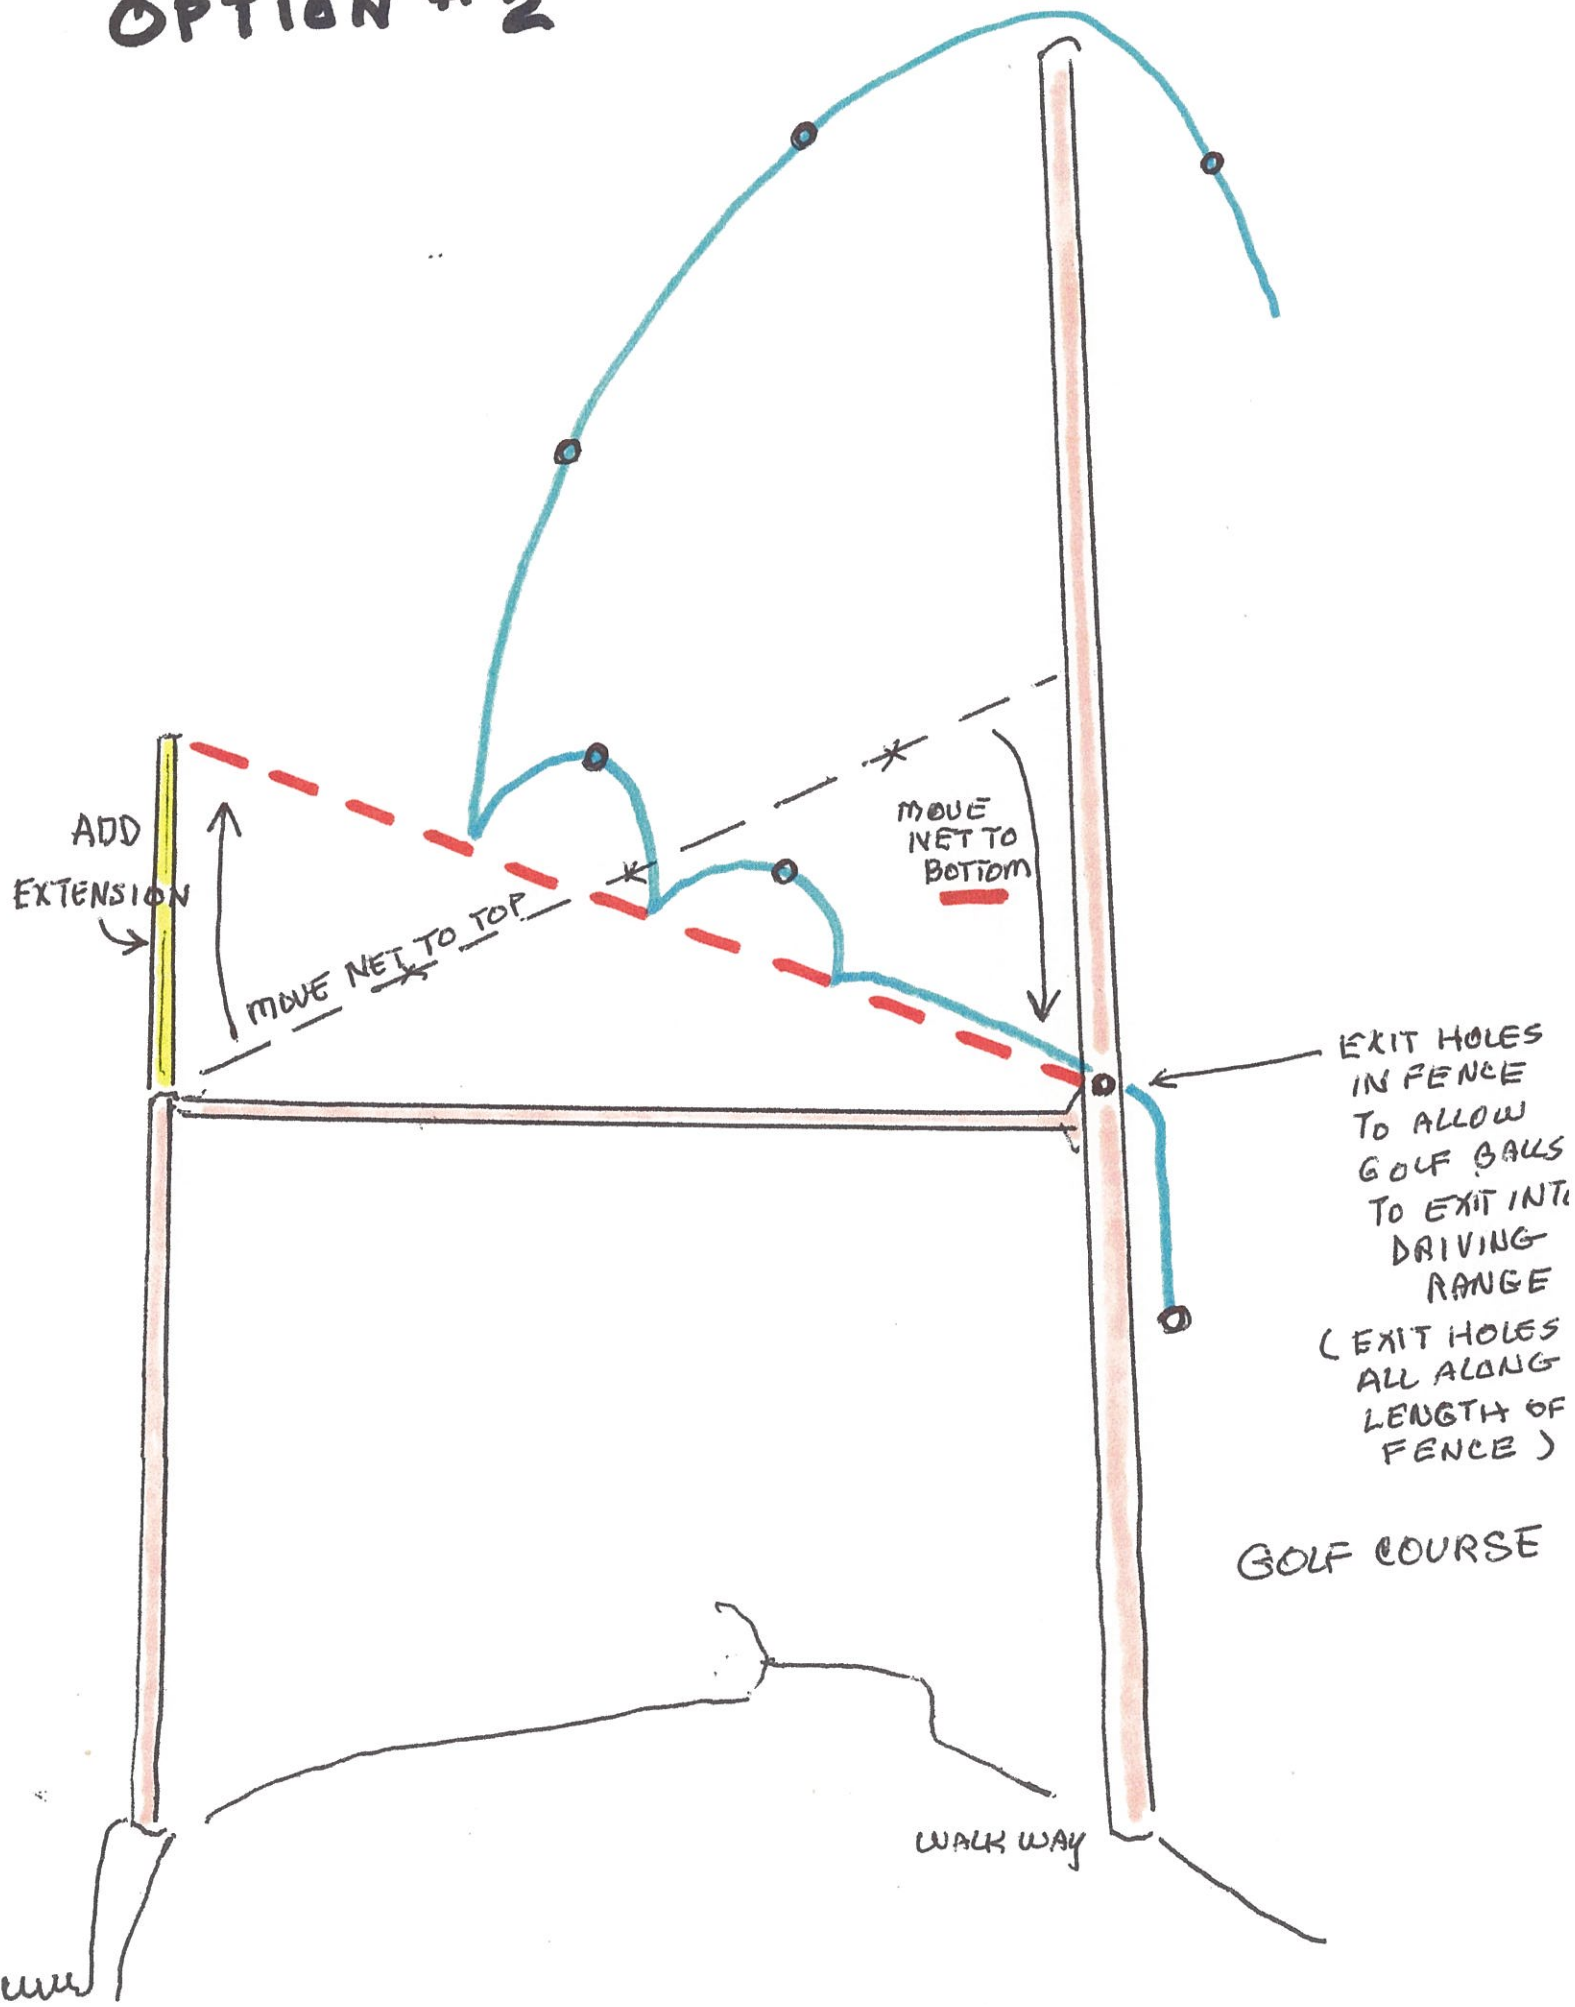 OPTION #2
ADD
EXTENSION
MOVE NET TO TOP
MOVE
NET TO
BOTTOM
EXIT HOLES
IN FENCE
TO ALLOW
GOLF BALLS
TO EXIT INTO
DRIVING
RANGE
(EXIT HOLES
ALL ALONG
LENGTH OF
FENCE)
GOLF COURSE
WALK WAY